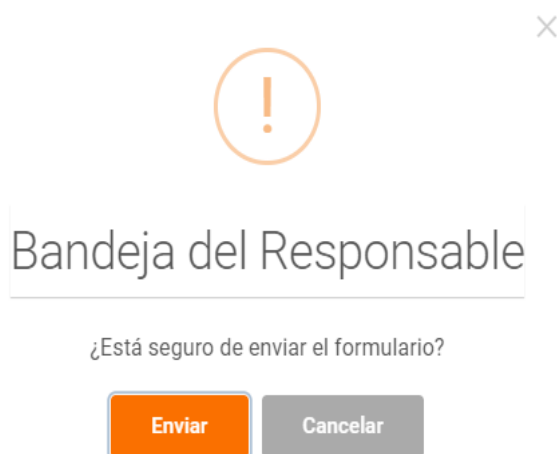 Bandeja del Responsable
¿Está seguro de enviar el formulario?
Enviar Cancelar